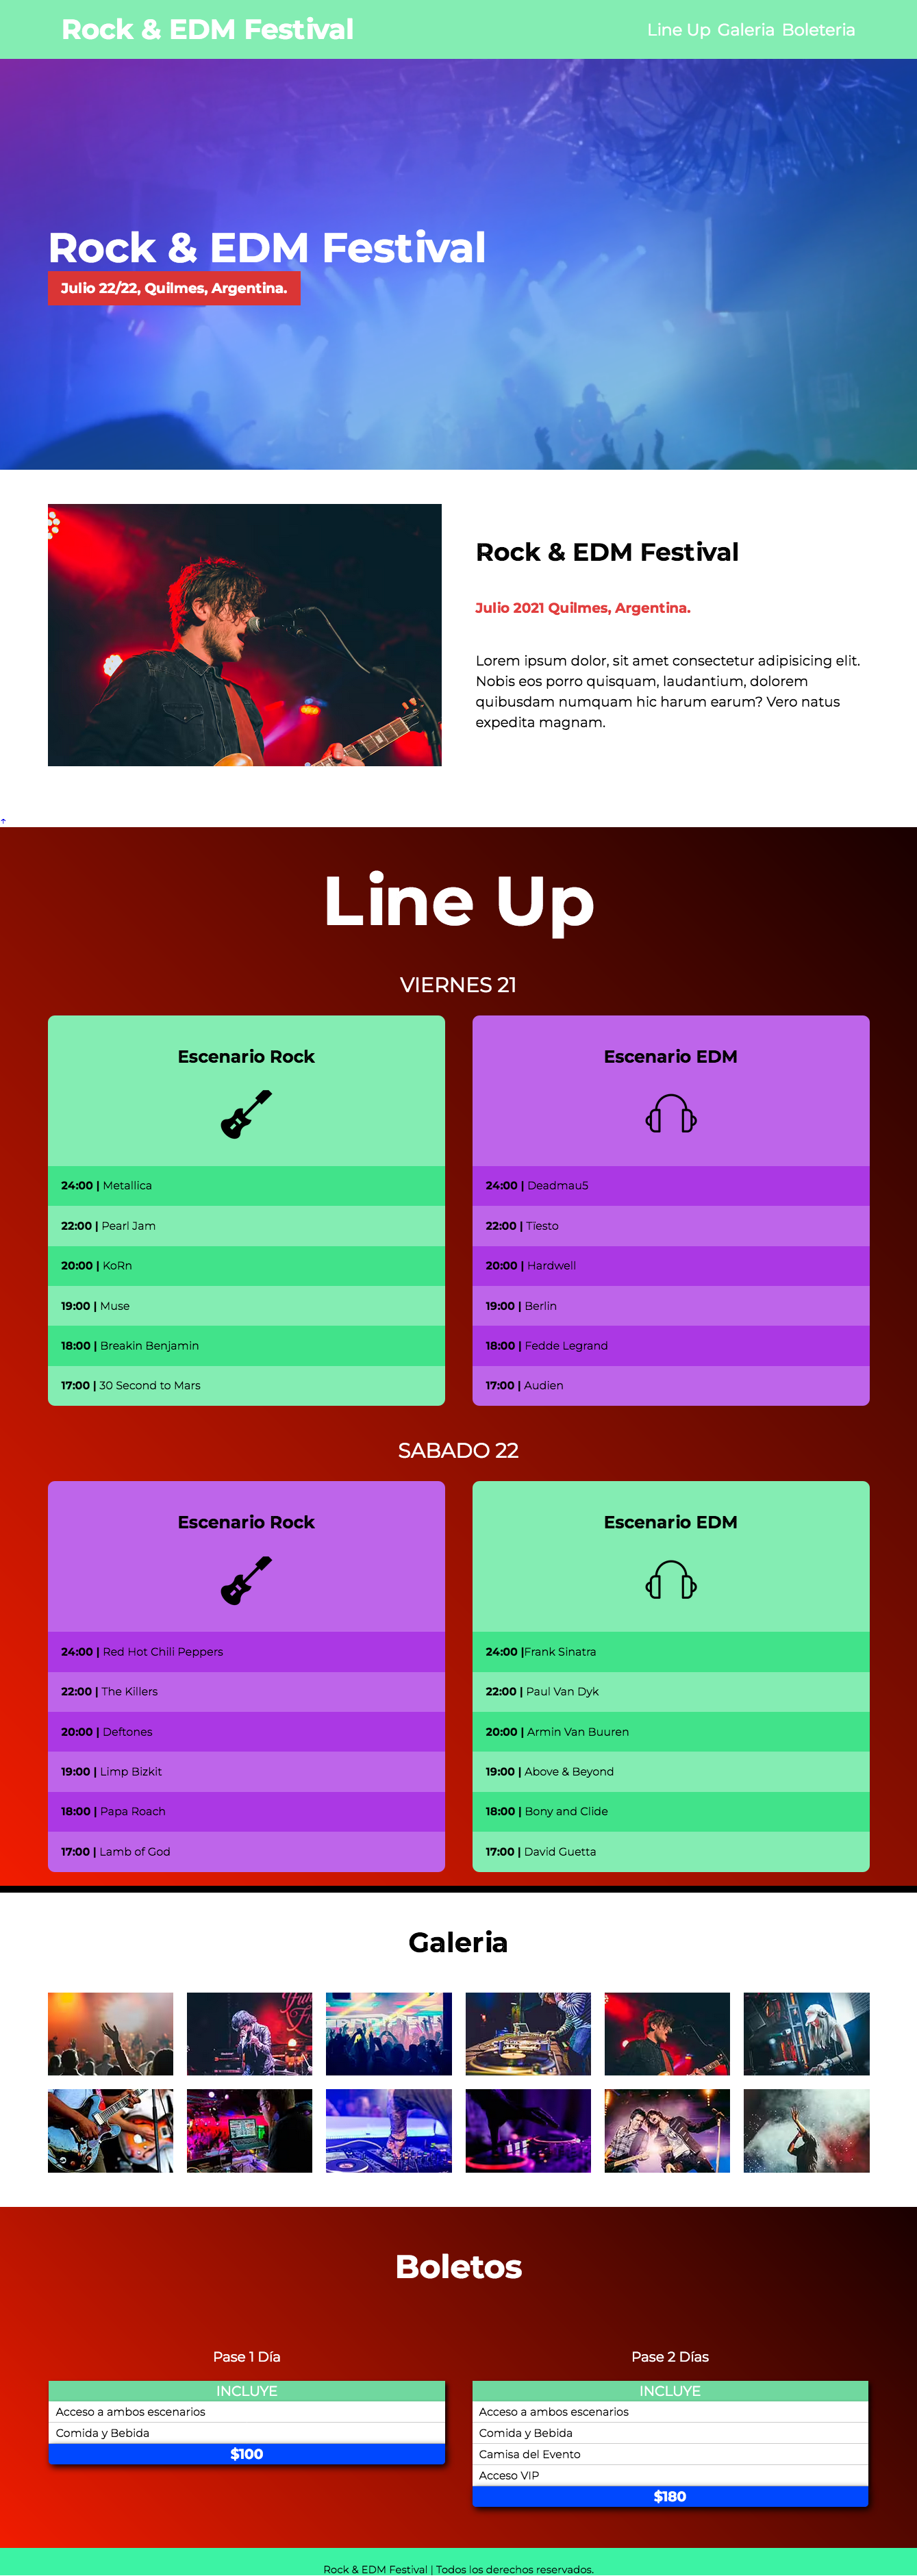 Rock & EDM Festival
Line Up Galeria Boleteria
Rock & EDM Festival
Julio 22/22, Quilmes, Argentina.
Rock & EDM Festival
Julio 2021 Quilmes, Argentina.
Lorem ipsum dolor, sit amet consectetur adipisicing elit.
Nobis eos porro quisquam, laudantium, dolorem
quibusdam numquam hic harum earum? Vero natus
expedita magnam.
↑
Line Up
VIERNES 21
Escenario Rock
24:00 | Metallica
22:00 | Pearl Jam
20:00 | KoRn
19:00 | Muse
18:00 | Breakin Benjamin
17:00 | 30 Second to Mars
Escenario EDM
24:00 | Deadmau5
22:00 | Tïesto
20:00 | Hardwell
19:00 | Berlin
18:00 | Fedde Legrand
17:00 | Audien
SABADO 22
Escenario Rock
24:00 | Red Hot Chili Peppers
22:00 | The Killers
20:00 | Deftones
19:00 | Limp Bizkit
18:00 | Papa Roach
17:00 | Lamb of God
Escenario EDM
24:00 |Frank Sinatra
22:00 | Paul Van Dyk
20:00 | Armin Van Buuren
19:00 | Above & Beyond
18:00 | Bony and Clide
17:00 | David Guetta
Galeria
Boletos
Pase 1 Día
INCLUYE
Acceso a ambos escenarios
Comida y Bebida
$100
Pase 2 Días
INCLUYE
Acceso a ambos escenarios
Comida y Bebida
Camisa del Evento
Acceso VIP
$180
Rock & EDM Festival | Todos los derechos reservados.